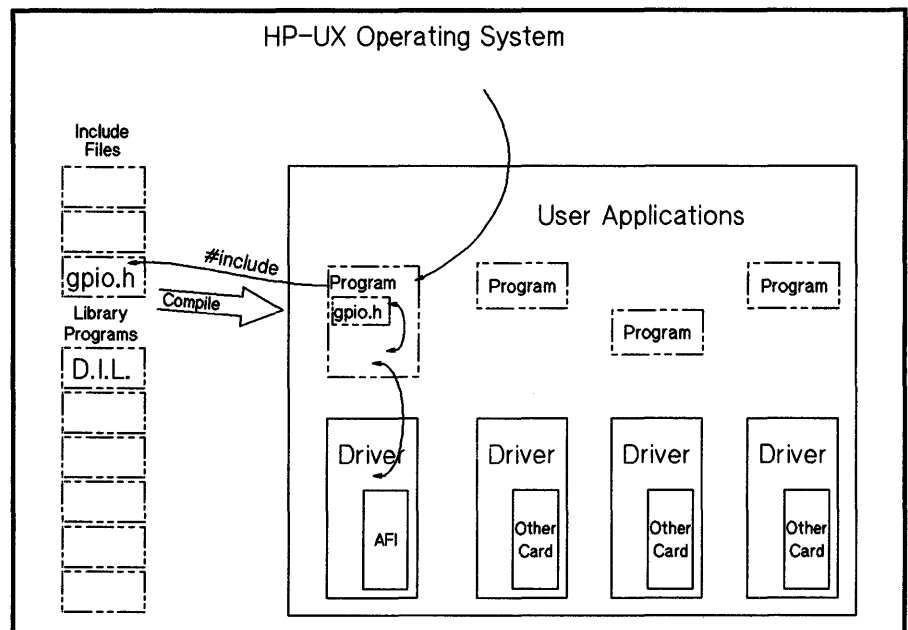 HP-UX Operating System
Include
Files
User Applications
#include
gpio.h
Program
gpio.h
Program
Program
Program
Compile
Library
Programs
D.I.L.
Driver
Driver
Driver
Driver
AFI
Other
Card
Other
Card
Other
Card